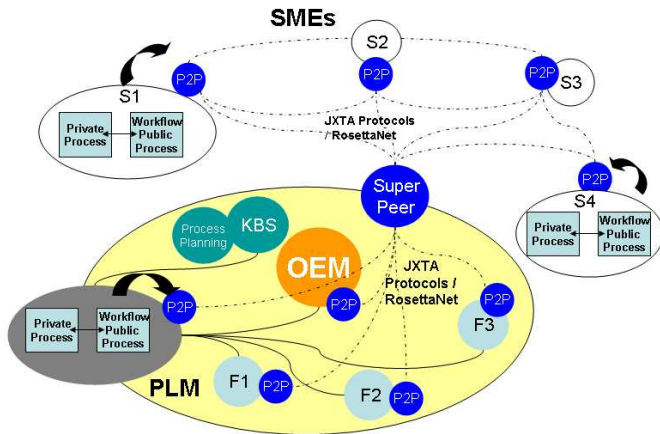 SMEs
S2
P2P
P2P
P2P
S3
S1
JXTA Protocols
/ RosettaNet
Private
Process
Workflow
Public
Process
P2P
S4
Super
Peer
Private
Process
Workflow
Public
Process
Process
Planning
KBS
OEM
JXTA
Protocols /
RosettaNet
P2P
P2P
P2P
F3
Private
Process
Workflow
Public
Process
PLM
F1
P2P
F2
P2P